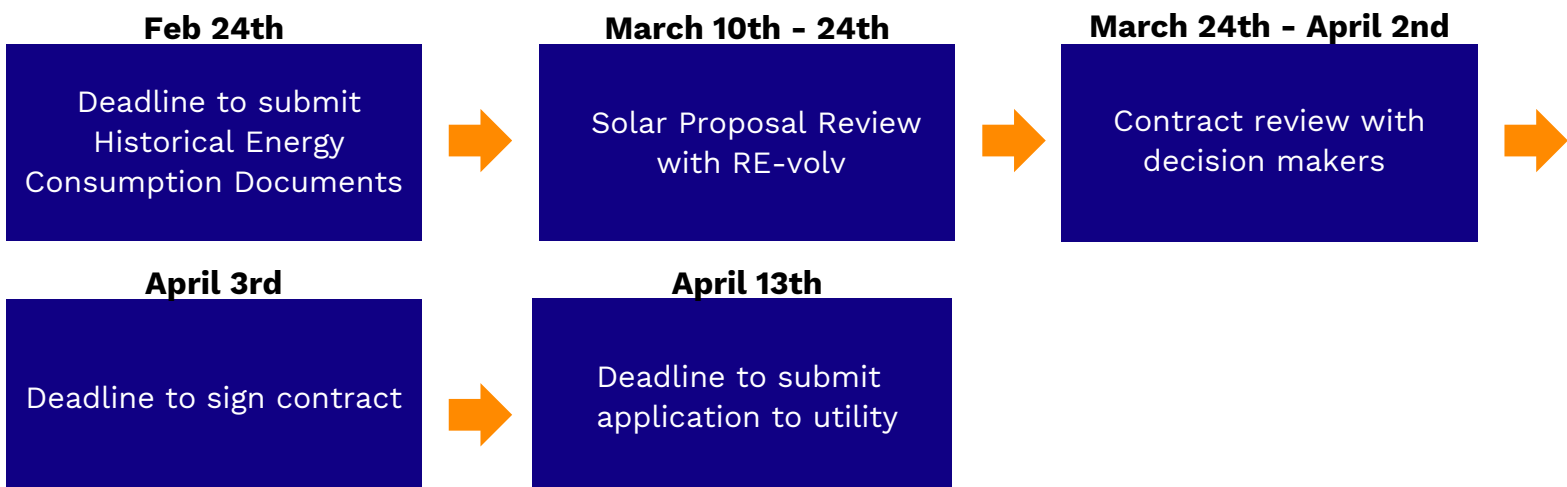 Feb 24th
Deadline to submit
Historical Energy
Consumption Documents
March 10th - 24th
Solar Proposal Review
with RE-volv
March 24th - April 2nd
Contract review with
decision makers
April 3rd
Deadline to sign contract
April 13th
Deadline to submit
application to utility